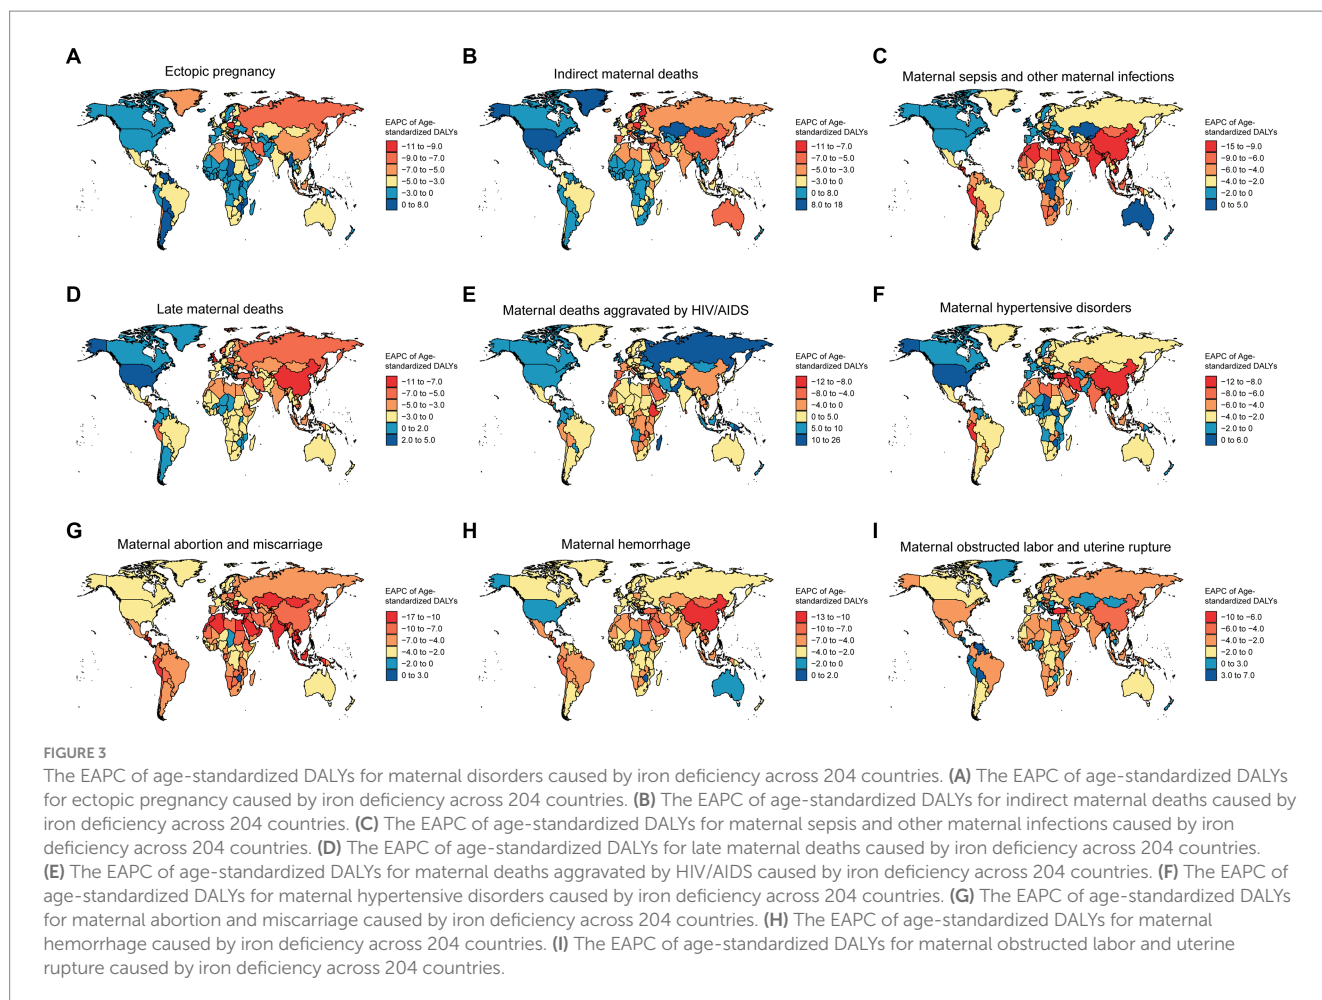 A
Ectopic pregnancy
EAPC of Age-
standardized DALYs
−11 to −9.0
−9.0 to −7.0
−7.0 to −5.0
−5.0 to −3.0
−3.0 to 0
0 to 8.0
B
Indirect maternal deaths
EAPC of Age-
standardized DALYs
−11 to −7.0
−7.0 to −5.0
−5.0 to −3.0
−3.0 to 0
0 to 8.0
8.0 to 18
C
Maternal sepsis and other maternal infections
EAPC of Age-
standardized DALYs
−15 to −9.0
−9.0 to −6.0
−6.0 to −4.0
−4.0 to −2.0
−2.0 to 0
0 to 5.0
D
Late maternal deaths
EAPC of Age-
standardized DALYs
−11 to −7.0
−7.0 to −5.0
−5.0 to −3.0
−3.0 to 0
0 to 2.0
2.0 to 5.0
E
Maternal deaths aggravated by HIV/AIDS
EAPC of Age-
standardized DALYs
−12 to −8.0
−8.0 to −4.0
−4.0 to 0
0 to 5.0
5.0 to 10
10 to 26
F
Maternal hypertensive disorders
EAPC of Age-
standardized DALYs
−12 to −8.0
−8.0 to −6.0
−6.0 to −4.0
−4.0 to −2.0
−2.0 to 0
0 to 6.0
G
Maternal abortion and miscarriage
EAPC of Age-
standardized DALYs
−17 to −10
−10 to −7.0
−7.0 to −4.0
−4.0 to −2.0
−2.0 to 0
0 to 3.0
H
Maternal hemorrhage
EAPC of Age-
standardized DALYs
−13 to −10
−10 to −7.0
−7.0 to −4.0
−4.0 to −2.0
−2.0 to 0
0 to 2.0
I
Maternal obstructed labor and uterine rupture
EAPC of Age-
standardized DALYs
−10 to −6.0
−6.0 to −4.0
−4.0 to −2.0
−2.0 to 0
0 to 3.0
3.0 to 7.0
FIGURE 3
The EAPC of age-standardized DALYs for maternal disorders caused by iron deficiency across 204 countries. (A) The EAPC of age-standardized DALYs
for ectopic pregnancy caused by iron deficiency across 204 countries. (B) The EAPC of age-standardized DALYs for indirect maternal deaths caused by
iron deficiency across 204 countries. (C) The EAPC of age-standardized DALYs for maternal sepsis and other maternal infections caused by iron
deficiency across 204 countries. (D) The EAPC of age-standardized DALYs for late maternal deaths caused by iron deficiency across 204 countries.
(E) The EAPC of age-standardized DALYs for maternal deaths aggravated by HIV/AIDS caused by iron deficiency across 204 countries. (F) The EAPC of
age-standardized DALYs for maternal hypertensive disorders caused by iron deficiency across 204 countries. (G) The EAPC of age-standardized DALYs
for maternal abortion and miscarriage caused by iron deficiency across 204 countries. (H) The EAPC of age-standardized DALYs for maternal
hemorrhage caused by iron deficiency across 204 countries. (I) The EAPC of age-standardized DALYs for maternal obstructed labor and uterine
rupture caused by iron deficiency across 204 countries.